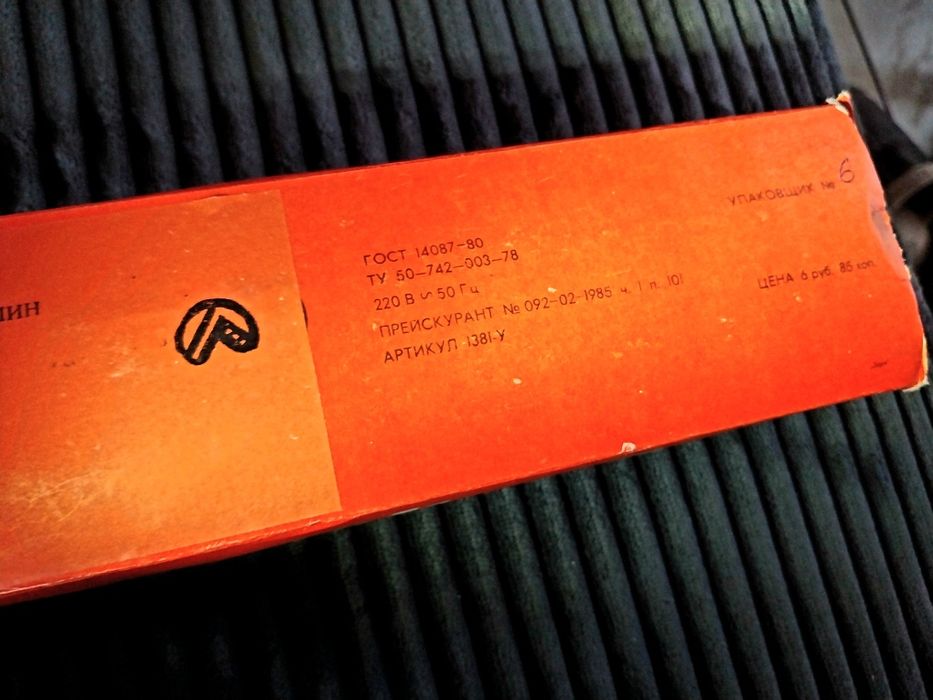 УПАКОВЩИК № 6
ГОСТ 14087—80
ТУ 50—742—003—78
220 В ∽ 50 Гц
ПРЕЙСКУРАНТ № 092-02-1985 ч. 1 п. 101
ЦЕНА 6 руб. 85 коп.
АРТИКУЛ 1381-У